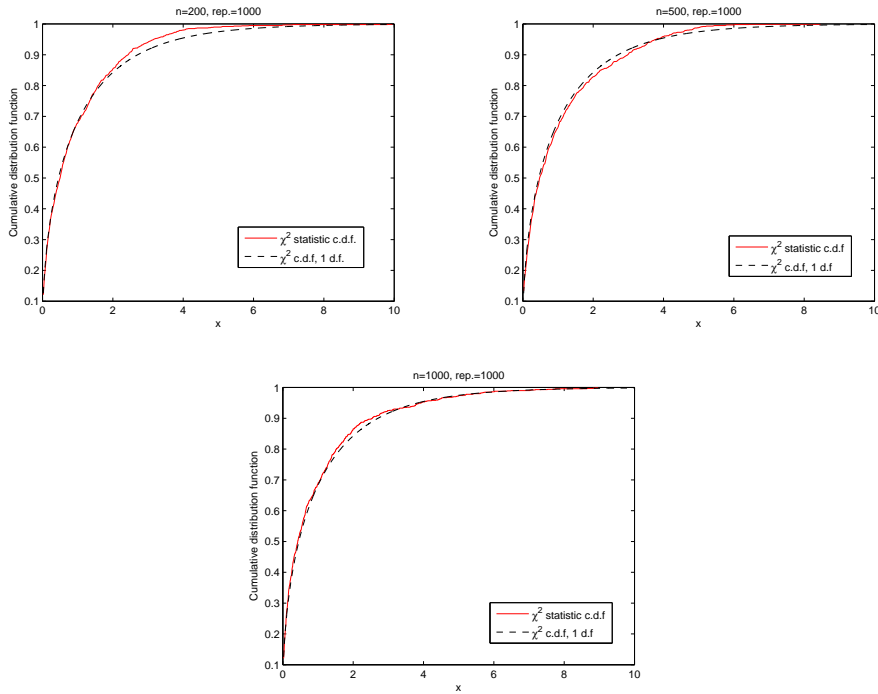 n=200, rep.=1000
Cumulative distribution function
1
0.9
0.8
0.7
0.6
0.5
0.4
0.3
0.2
0.1
0 2 4 6 8 10
x
χ² statistic c.d.f.
χ² c.d.f, 1 d.f.
n=500, rep.=1000
Cumulative distribution function
1
0.9
0.8
0.7
0.6
0.5
0.4
0.3
0.2
0.1
0 2 4 6 8 10
x
χ² statistic c.d.f
χ² c.d.f, 1 d.f
n=1000, rep.=1000
Cumulative distribution function
1
0.9
0.8
0.7
0.6
0.5
0.4
0.3
0.2
0.1
0 2 4 6 8 10
x
χ² statistic c.d.f
χ² c.d.f, 1 d.f